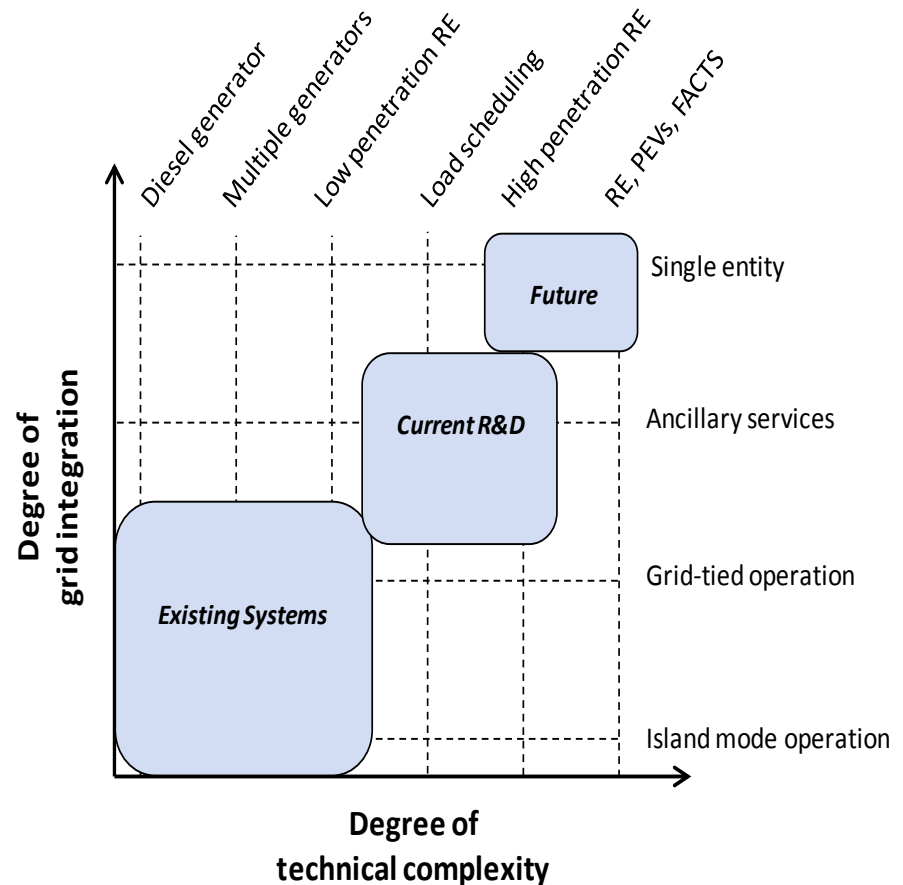 Diesel generator
Multiple generators
Low penetration RE
Load scheduling
High penetration RE
RE, PEVs, FACTS
Single entity
Future
Ancillary services
Current R&D
Degree of
grid integration
Grid-tied operation
Existing Systems
Island mode operation
Degree of
technical complexity